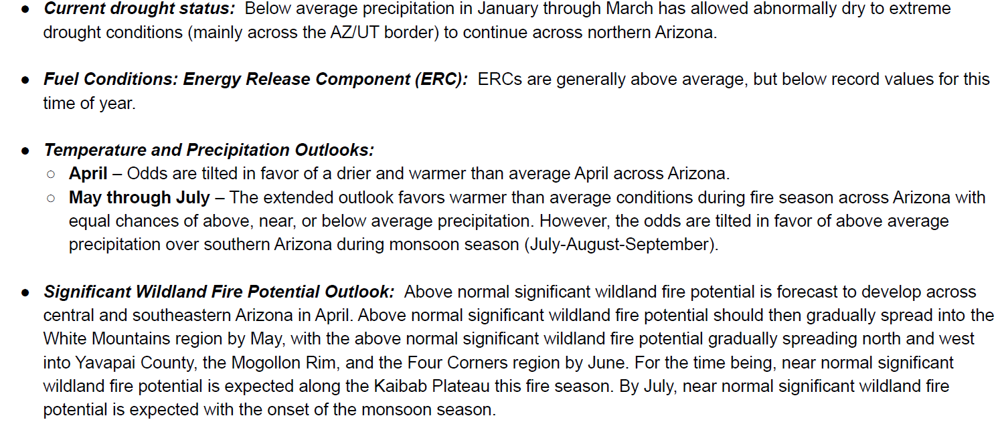 ● Current drought status: Below average precipitation in January through March has allowed abnormally dry to extreme
drought conditions (mainly across the AZ/UT border) to continue across northern Arizona.
● Fuel Conditions: Energy Release Component (ERC): ERCs are generally above average, but below record values for this
time of year.
● Temperature and Precipitation Outlooks:
○ April – Odds are tilted in favor of a drier and warmer than average April across Arizona.
○ May through July – The extended outlook favors warmer than average conditions during fire season across Arizona with
equal chances of above, near, or below average precipitation. However, the odds are tilted in favor of above average
precipitation over southern Arizona during monsoon season (July-August-September).
● Significant Wildland Fire Potential Outlook: Above normal significant wildland fire potential is forecast to develop across
central and southeastern Arizona in April. Above normal significant wildland fire potential should then gradually spread into the
White Mountains region by May, with the above normal significant wildland fire potential gradually spreading north and west
into Yavapai County, the Mogollon Rim, and the Four Corners region by June. For the time being, near normal significant
wildland fire potential is expected along the Kaibab Plateau this fire season. By July, near normal significant wildland fire
potential is expected with the onset of the monsoon season.